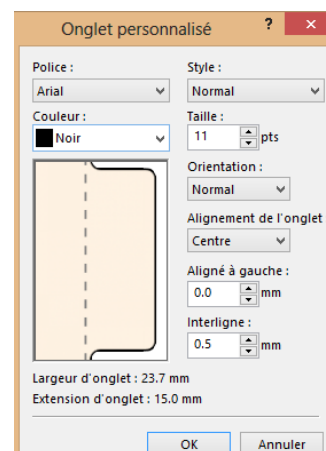 Onglet personnalisé ? ×
Police : Style :
Arial Normal
Couleur : Taille :
Noir 11 pts
Orientation :
Normal
Alignement de l'onglet
Centre
Aligné à gauche :
0.0 mm
Interligne :
0.5 mm
Largeur d'onglet : 23.7 mm
Extension d'onglet : 15.0 mm
OK Annuler